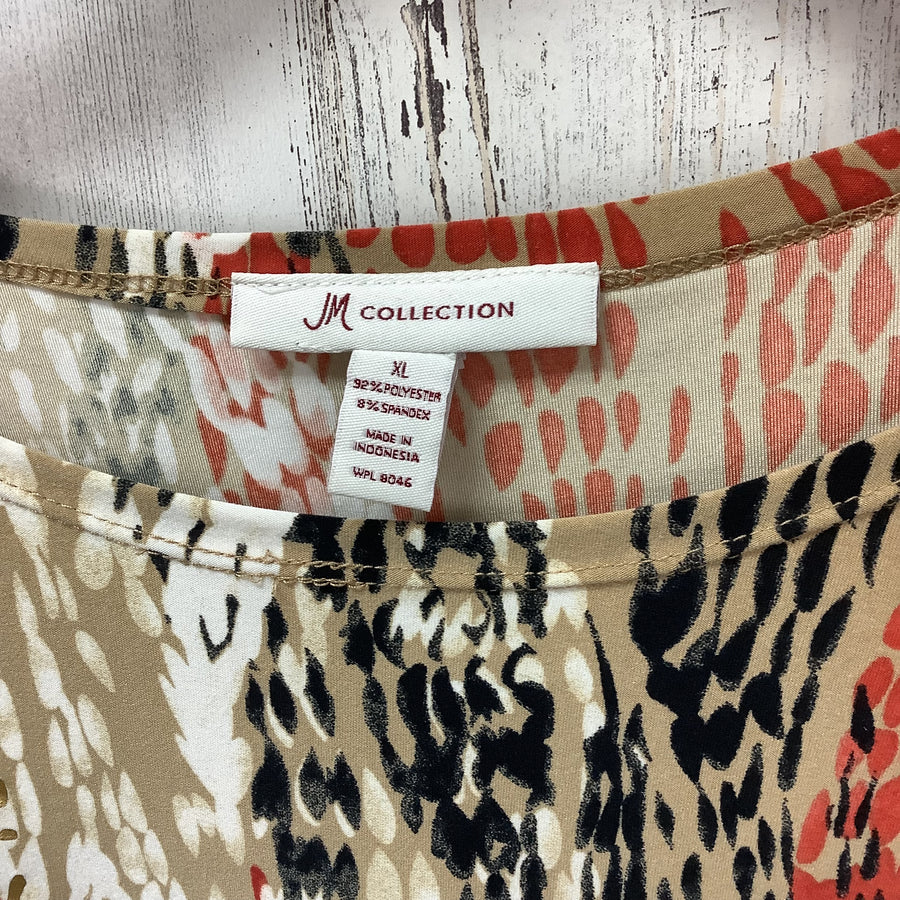 JM COLLECTION
XL
92% POLYESTER
8% SPANDEX
MADE IN
INDONESIA
WPL 8046